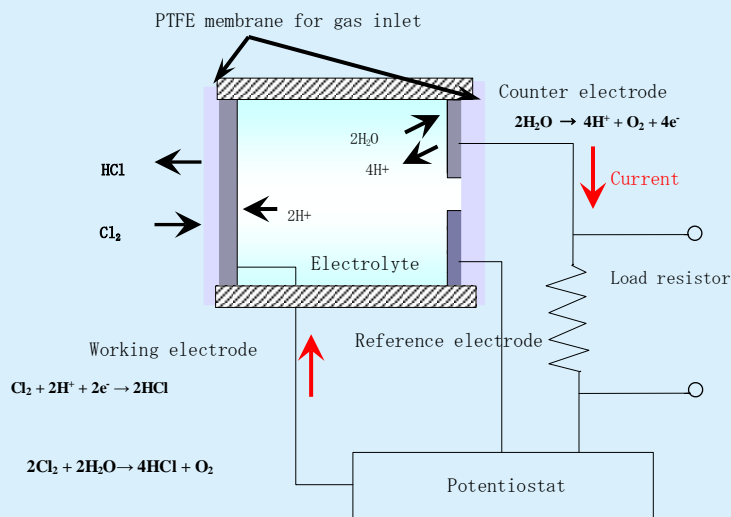 PTFE membrane for gas inlet
Counter electrode
2H₂O → 4H⁺ + O₂ + 4e⁻
2H₂O
4H+
HCl
Current
2H+
Cl₂
Electrolyte
Load resistor
Working electrode
Reference electrode
Cl₂ + 2H⁺ + 2e⁻ → 2HCl
2Cl₂ + 2H₂O → 4HCl + O₂
Potentiostat